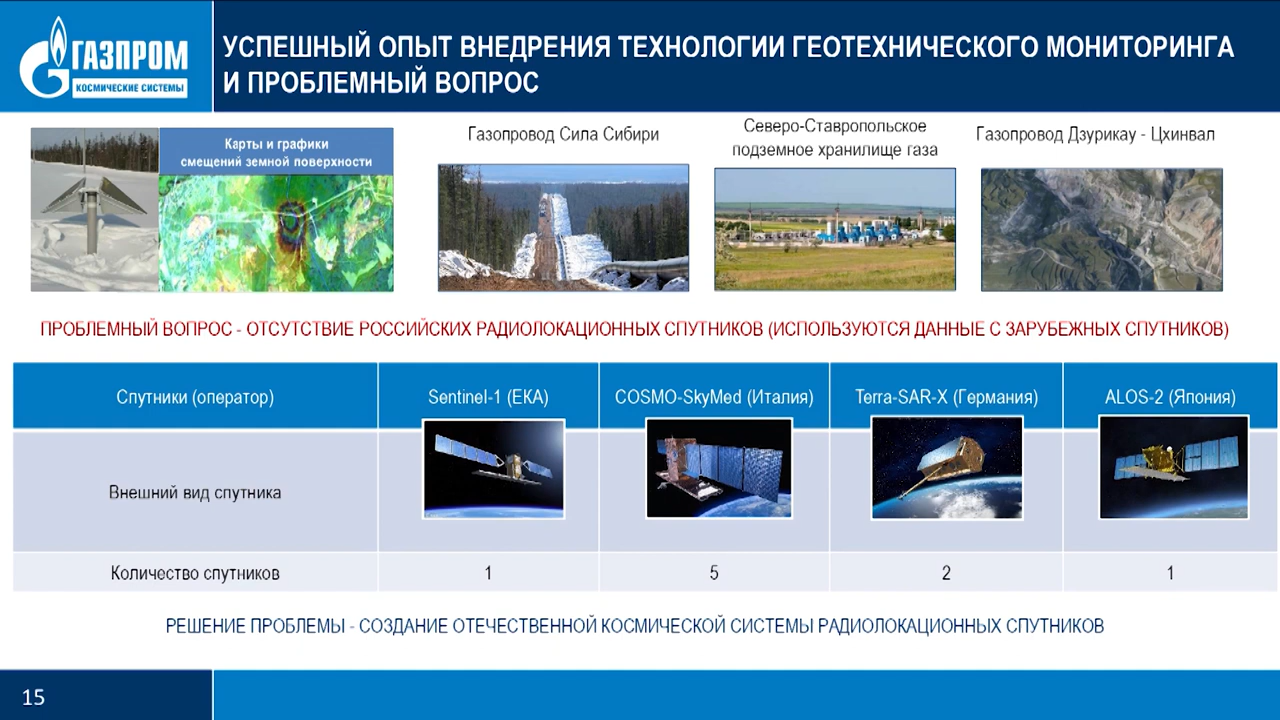 ГАЗПРОМ
КОСМИЧЕСКИЕ СИСТЕМЫ
УСПЕШНЫЙ ОПЫТ ВНЕДРЕНИЯ ТЕХНОЛОГИИ ГЕОТЕХНИЧЕСКОГО МОНИТОРИНГА
И ПРОБЛЕМНЫЙ ВОПРОС
Карты и графики
смещений земной поверхности
Газопровод Сила Сибири
Северо-Ставропольское
подземное хранилище газа
Газопровод Дзурикау - Цхинвал
ПРОБЛЕМНЫЙ ВОПРОС - ОТСУТСТВИЕ РОССИЙСКИХ РАДИОЛОКАЦИОННЫХ СПУТНИКОВ (ИСПОЛЬЗУЮТСЯ ДАННЫЕ С ЗАРУБЕЖНЫХ СПУТНИКОВ)
Спутники (оператор) Sentinel-1 (ЕКА) COSMO-SkyMed (Италия) Terra-SAR-X (Германия) ALOS-2 (Япония)
Внешний вид спутника
Количество спутников 1 5 2 1
РЕШЕНИЕ ПРОБЛЕМЫ - СОЗДАНИЕ ОТЕЧЕСТВЕННОЙ КОСМИЧЕСКОЙ СИСТЕМЫ РАДИОЛОКАЦИОННЫХ СПУТНИКОВ
15